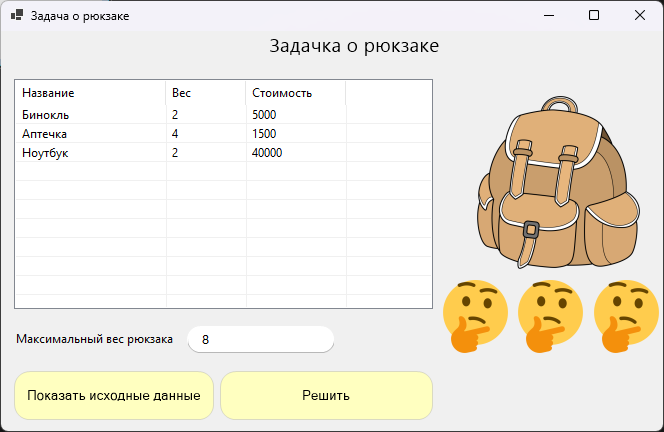 Задача о рюкзаке
Задачка о рюкзаке
Название Вес Стоимость
Бинокль 2 5000
Аптечка 4 1500
Ноутбук 2 40000
Максимальный вес рюкзака 8
Показать исходные данные Решить